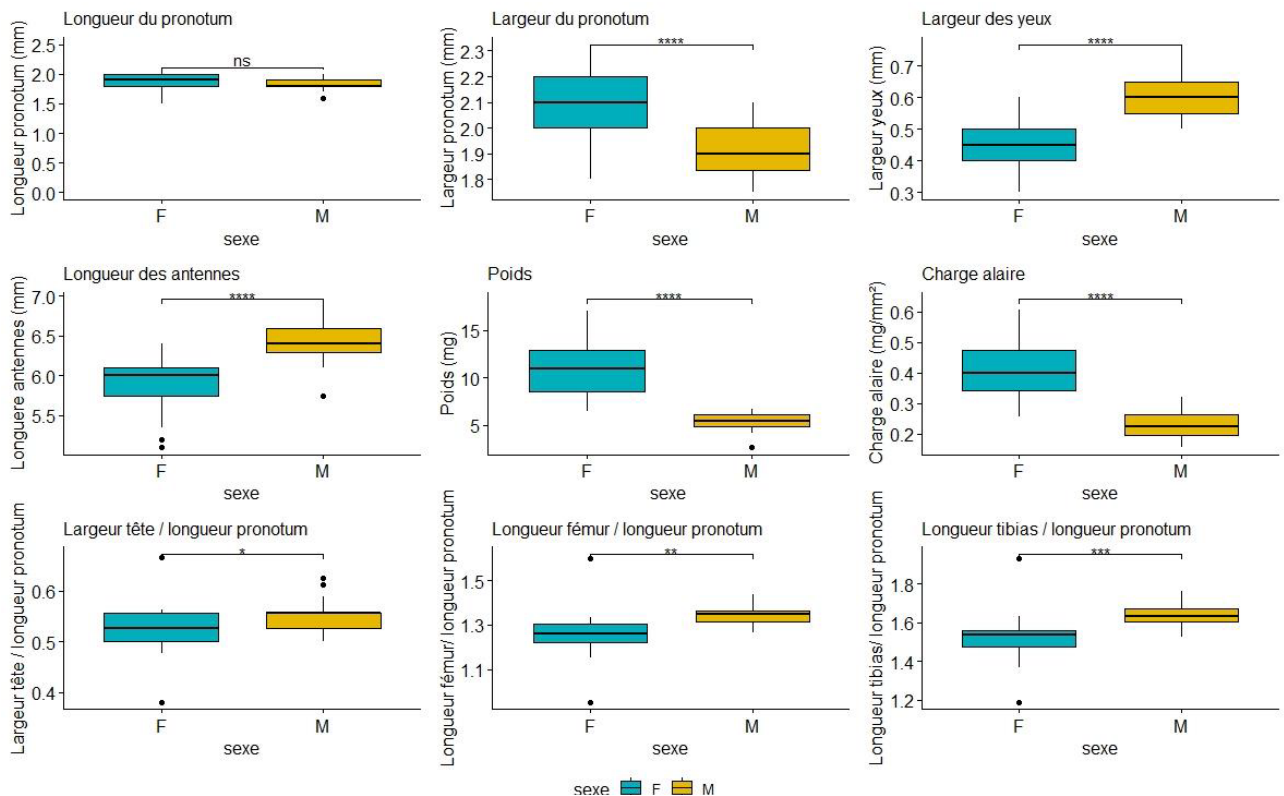 Longueur du pronotum
Longueur pronotum (mm)
2.5
2.0
1.5
1.0
0.5
0.0
ns
F
M
sexe
Largeur du pronotum
Largeur pronotum (mm)
2.3
2.2
2.1
2.0
1.9
1.8
****
F
M
sexe
Largeur des yeux
Largeur yeux (mm)
0.7
0.6
0.5
0.4
0.3
****
F
M
sexe
Longueur des antennes
Longuere antennes (mm)
7.0
6.5
6.0
5.5
****
F
M
sexe
Poids
Poids (mg)
15
10
5
****
F
M
sexe
Charge alaire
Charge alaire (mg/mm²)
0.6
0.5
0.4
0.3
0.2
****
F
M
sexe
Largeur tête / longueur pronotum
Largeur tête / longueur pronotum
0.6
0.5
0.4
*
F
M
sexe
Longueur fémur / longueur pronotum
Longueur fémur/ longueur pronotum
1.5
1.3
1.1
**
F
M
sexe
Longueur tibias / longueur pronotum
Longueur tibias/ longueur pronotum
1.8
1.6
1.4
1.2
***
F
M
sexe
sexe F M